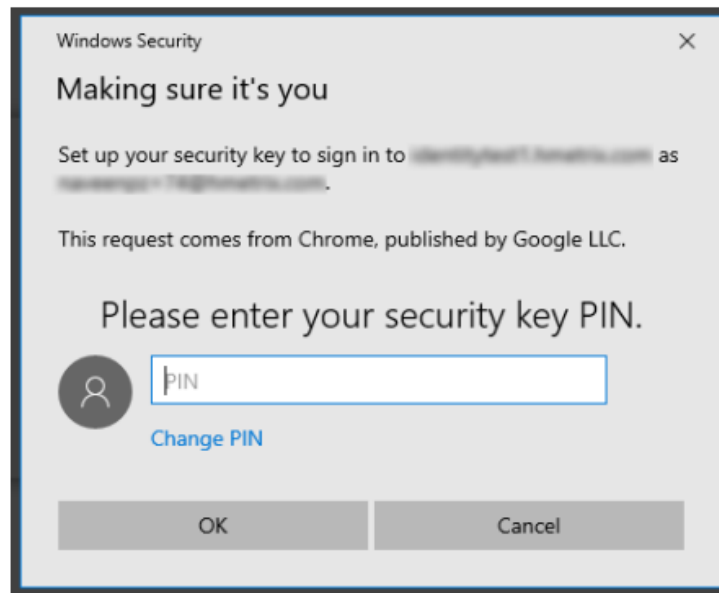 Windows Security
Making sure it's you
Set up your security key to sign in to as
.
This request comes from Chrome, published by Google LLC.
Please enter your security key PIN.
PIN
Change PIN
OK
Cancel